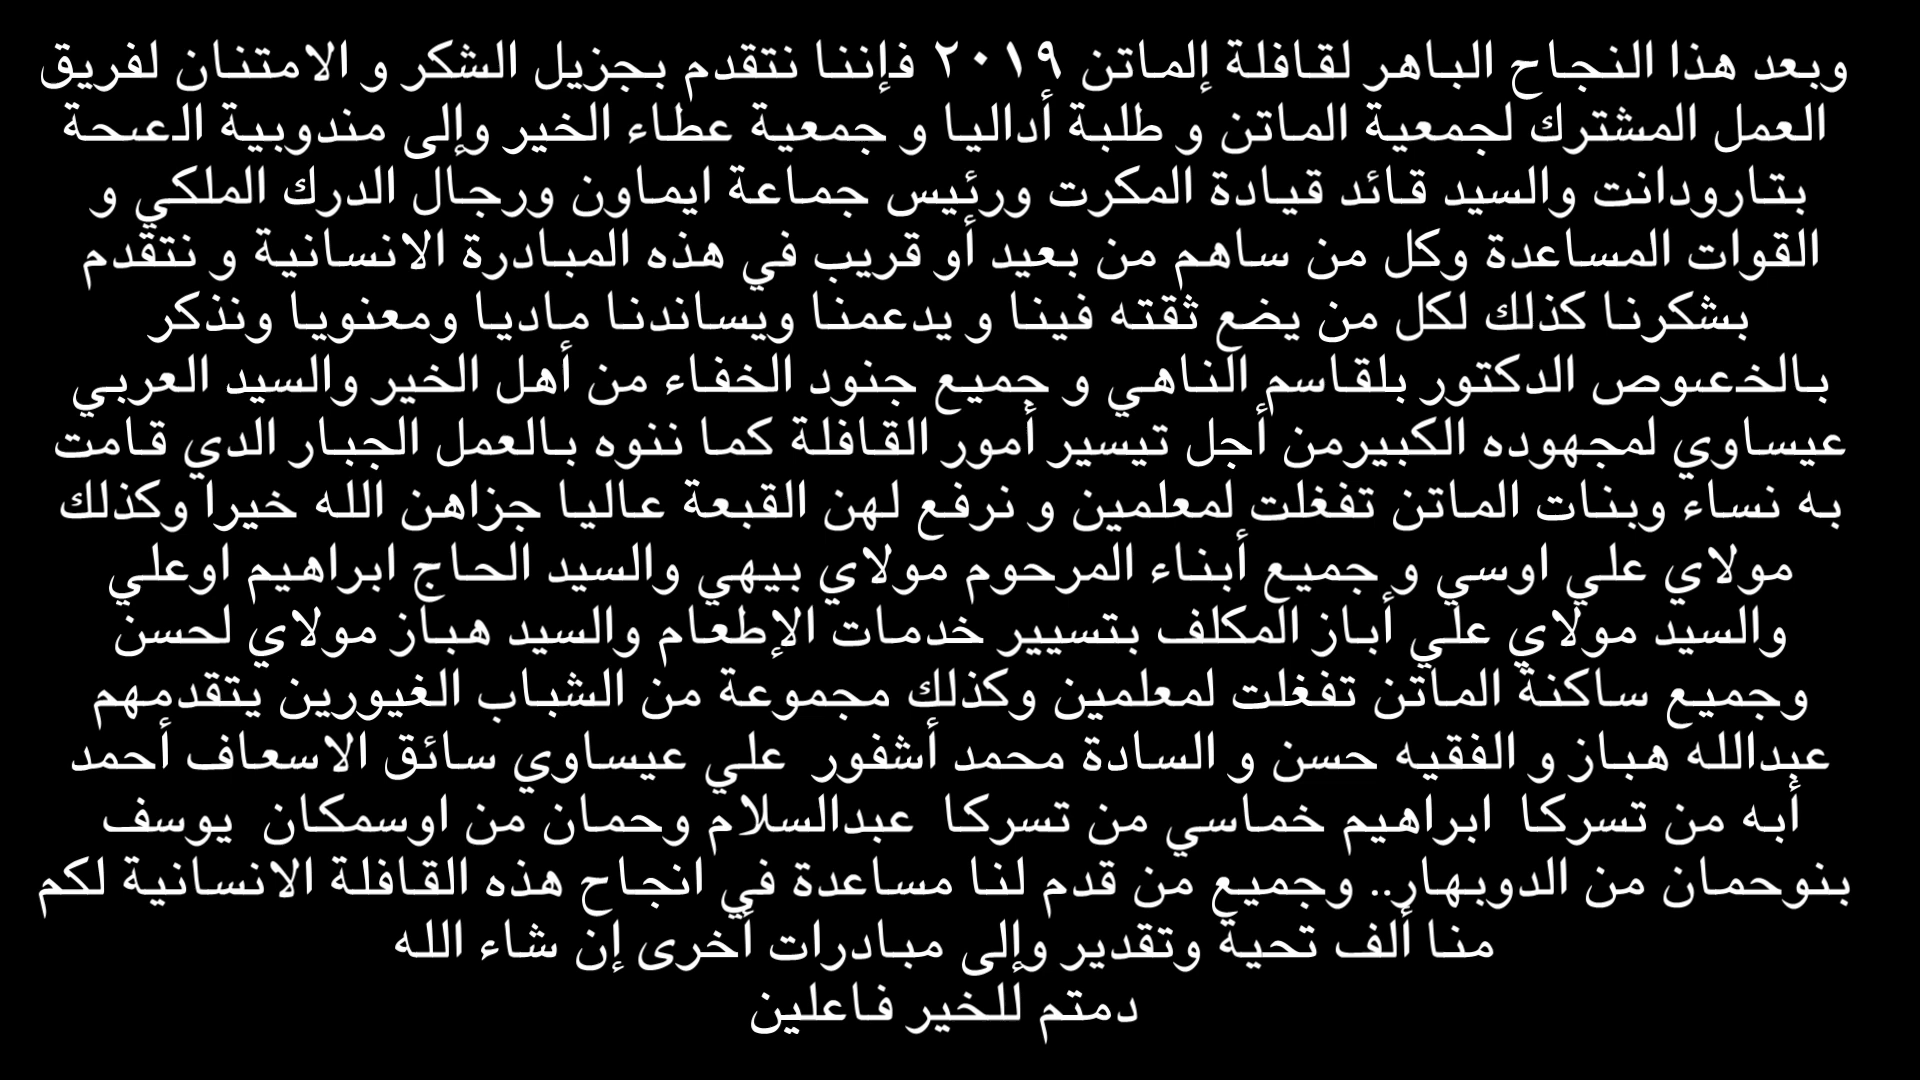 وبعد هذا النجاح الباهر لقافلة إلماتن ٢٠١٩ فإننا نتقدم بجزيل الشكر و الامتنان لفريق
العمل المشترك لجمعية الماتن و طلبة أداليا و جمعية عطاء الخير وإلى مندوبية الصحة
بتارودانت والسيد قائد قيادة المكرت ورئيس جماعة ايماون ورجال الدرك الملكي و
القوات المساعدة وكل من ساهم من بعيد أو قريب في هذه المبادرة الانسانية و نتقدم
بشكرنا كذلك لكل من يضع ثقته فينا و يدعمنا ويساندنا ماديا ومعنويا ونذكر
بالخصوص الدكتور بلقاسم الناهي و جميع جنود الخفاء من أهل الخير والسيد العربي
عيساوي لمجهوده الكبيرمن أجل تيسير أمور القافلة كما ننوه بالعمل الجبار الدي قامت
به نساء وبنات الماتن تفغلت لمعلمين و نرفع لهن القبعة عاليا جزاهن الله خيرا وكذلك
مولاي علي اوسي و جميع أبناء المرحوم مولاي بيهي والسيد الحاج ابراهيم اوعلي
والسيد مولاي علي أباز المكلف بتسيير خدمات الإطعام والسيد هباز مولاي لحسن
وجميع ساكنة الماتن تفغلت لمعلمين وكذلك مجموعة من الشباب الغيورين يتقدمهم
عبدالله هباز و الفقيه حسن و السادة محمد أشفور علي عيساوي سائق الاسعاف أحمد
أبه من تسركا ابراهيم خماسي من تسركا عبدالسلام وحمان من اوسمكان يوسف
بنوحمان من الدوبهار.. وجميع من قدم لنا مساعدة في انجاح هذه القافلة الانسانية لكم
منا ألف تحية وتقدير وإلى مبادرات أخرى إن شاء الله
دمتم للخير فاعلين